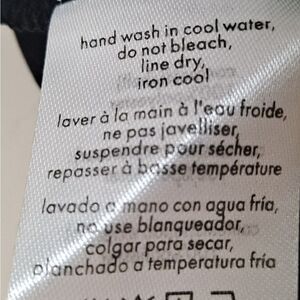 hand wash in cool water,
do not bleach,
line dry,
iron cool
laver à la main à l'eau froide,
ne pas javelliser,
suspendre pour sécher,
repasser à basse température
lavado a mano con agua fría,
no use blanqueador,
colgar para secar,
planchado a temperatura fría